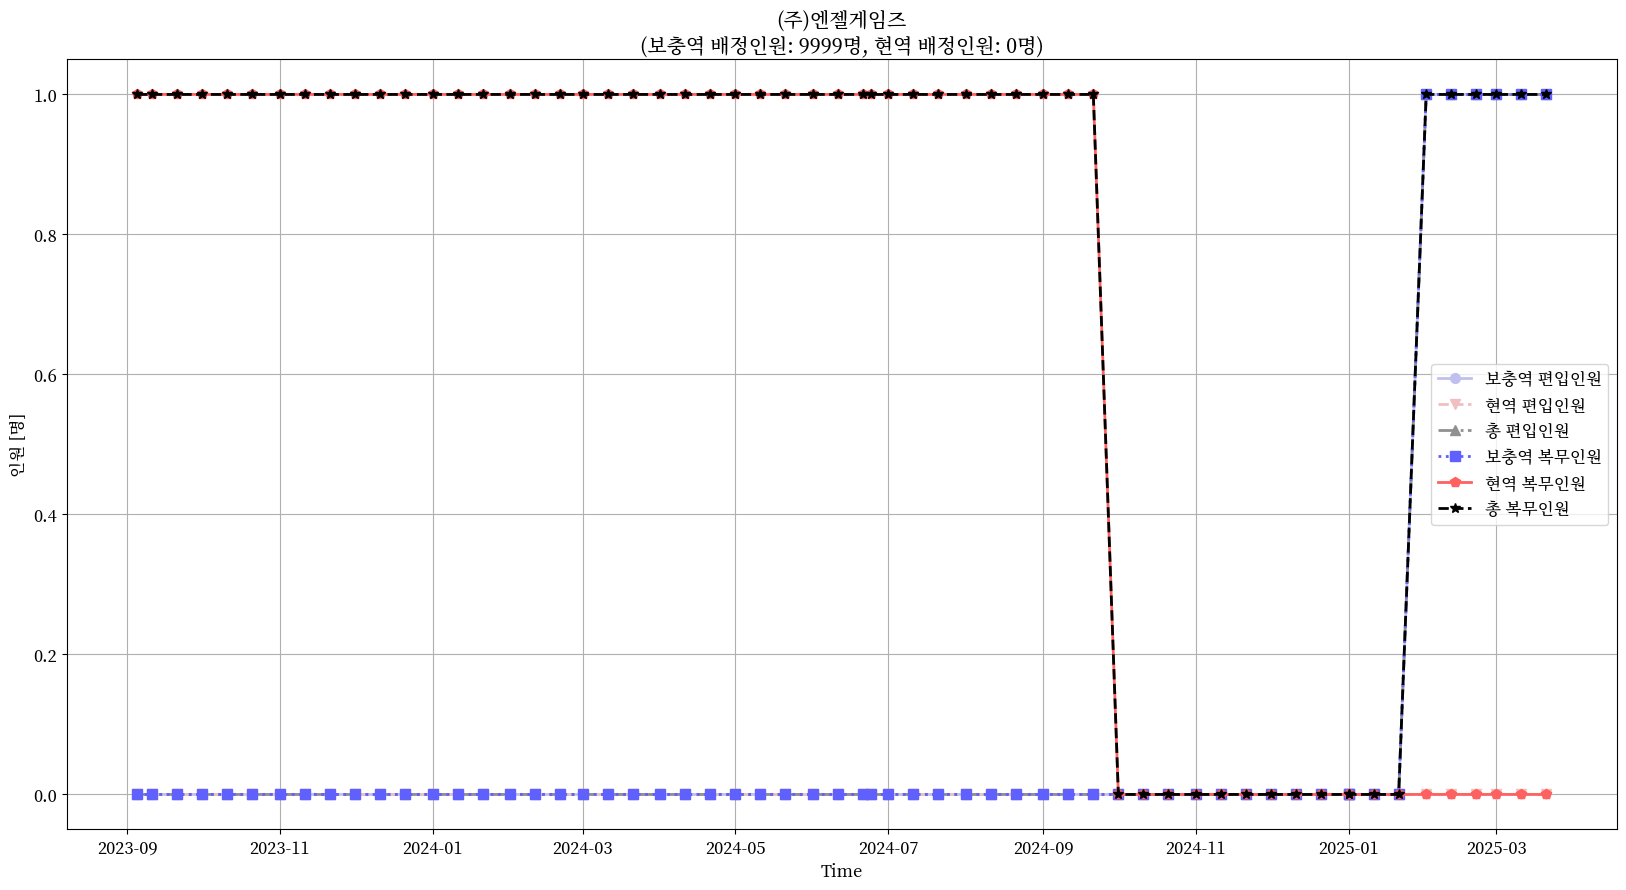 (주)엔젤게임즈
(보충역 배정인원: 9999명, 현역 배정인원: 0명)
1.0
0.8
0.6
0.4
0.2
0.0
인원 [명]
보충역 편입인원
현역 편입인원
총 편입인원
보충역 복무인원
현역 복무인원
총 복무인원
2023-09 2023-11 2024-01 2024-03 2024-05 2024-07 2024-09 2024-11 2025-01 2025-03
Time